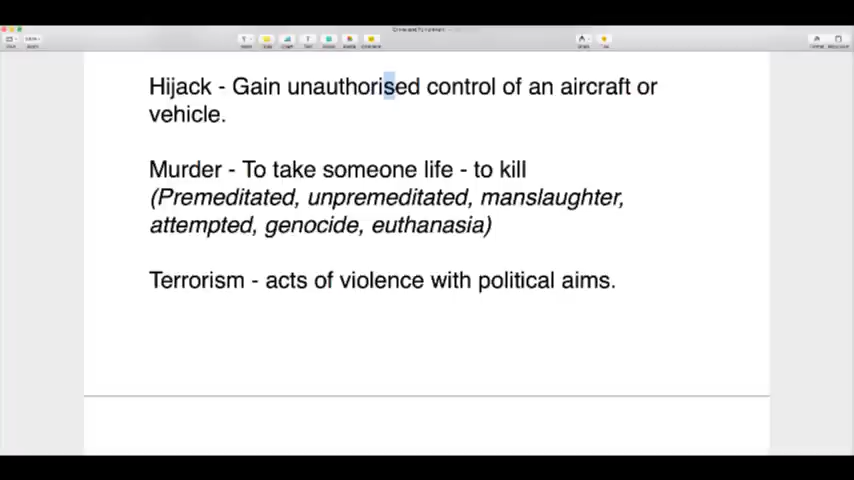 Hijack - Gain unauthorised control of an aircraft or
vehicle.
Murder - To take someone life - to kill
(Premeditated, unpremeditated, manslaughter,
attempted, genocide, euthanasia)
Terrorism - acts of violence with political aims.